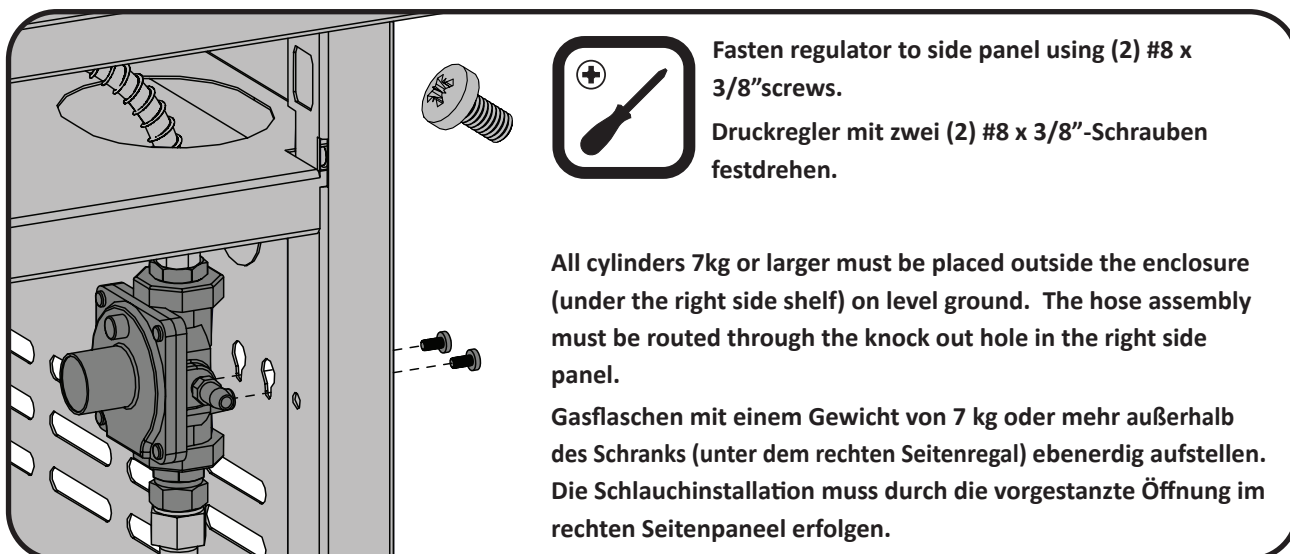 Fasten regulator to side panel using (2) #8 x
3/8”screws.
Druckregler mit zwei (2) #8 x 3/8”-Schrauben
festdrehen.
All cylinders 7kg or larger must be placed outside the enclosure
(under the right side shelf) on level ground.  The hose assembly
must be routed through the knock out hole in the right side
panel.
Gasflaschen mit einem Gewicht von 7 kg oder mehr außerhalb
des Schranks (unter dem rechten Seitenregal) ebenerdig aufstellen.
Die Schlauchinstallation muss durch die vorgestanzte Öffnung im
rechten Seitenpaneel erfolgen.